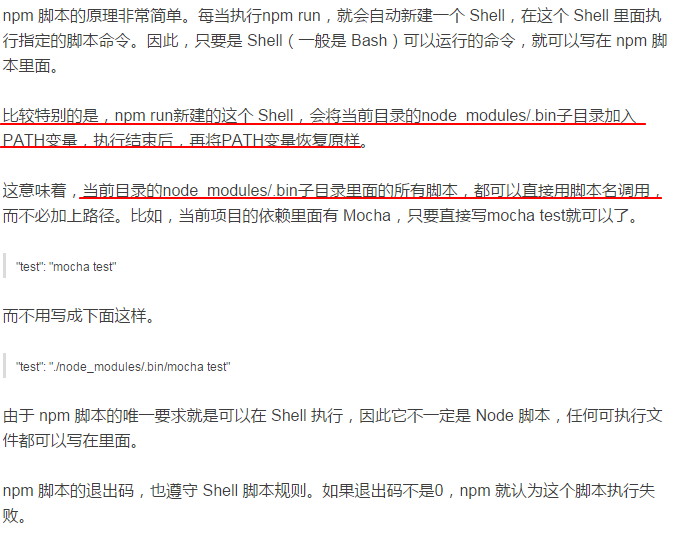 npm 脚本的原理非常简单。每当执行npm run，就会自动新建一个 Shell，在这个 Shell 里面执
行指定的脚本命令。因此，只要是 Shell（一般是 Bash）可以运行的命令，就可以写在 npm 脚
本里面。
比较特别的是，npm run新建的这个 Shell，会将当前目录的node_modules/.bin子目录加入
PATH变量，执行结束后，再将PATH变量恢复原样。
这意味着，当前目录的node_modules/.bin子目录里面的所有脚本，都可以直接用脚本名调用，
而不必加上路径。比如，当前项目的依赖里面有 Mocha，只要直接写mocha test就可以了。
"test": "mocha test"
而不用写成下面这样。
"test": "./node_modules/.bin/mocha test"
由于 npm 脚本的唯一要求就是可以在 Shell 执行，因此它不一定是 Node 脚本，任何可执行文
件都可以写在里面。
npm 脚本的退出码，也遵守 Shell 脚本规则。如果退出码不是0，npm 就认为这个脚本执行失
败。